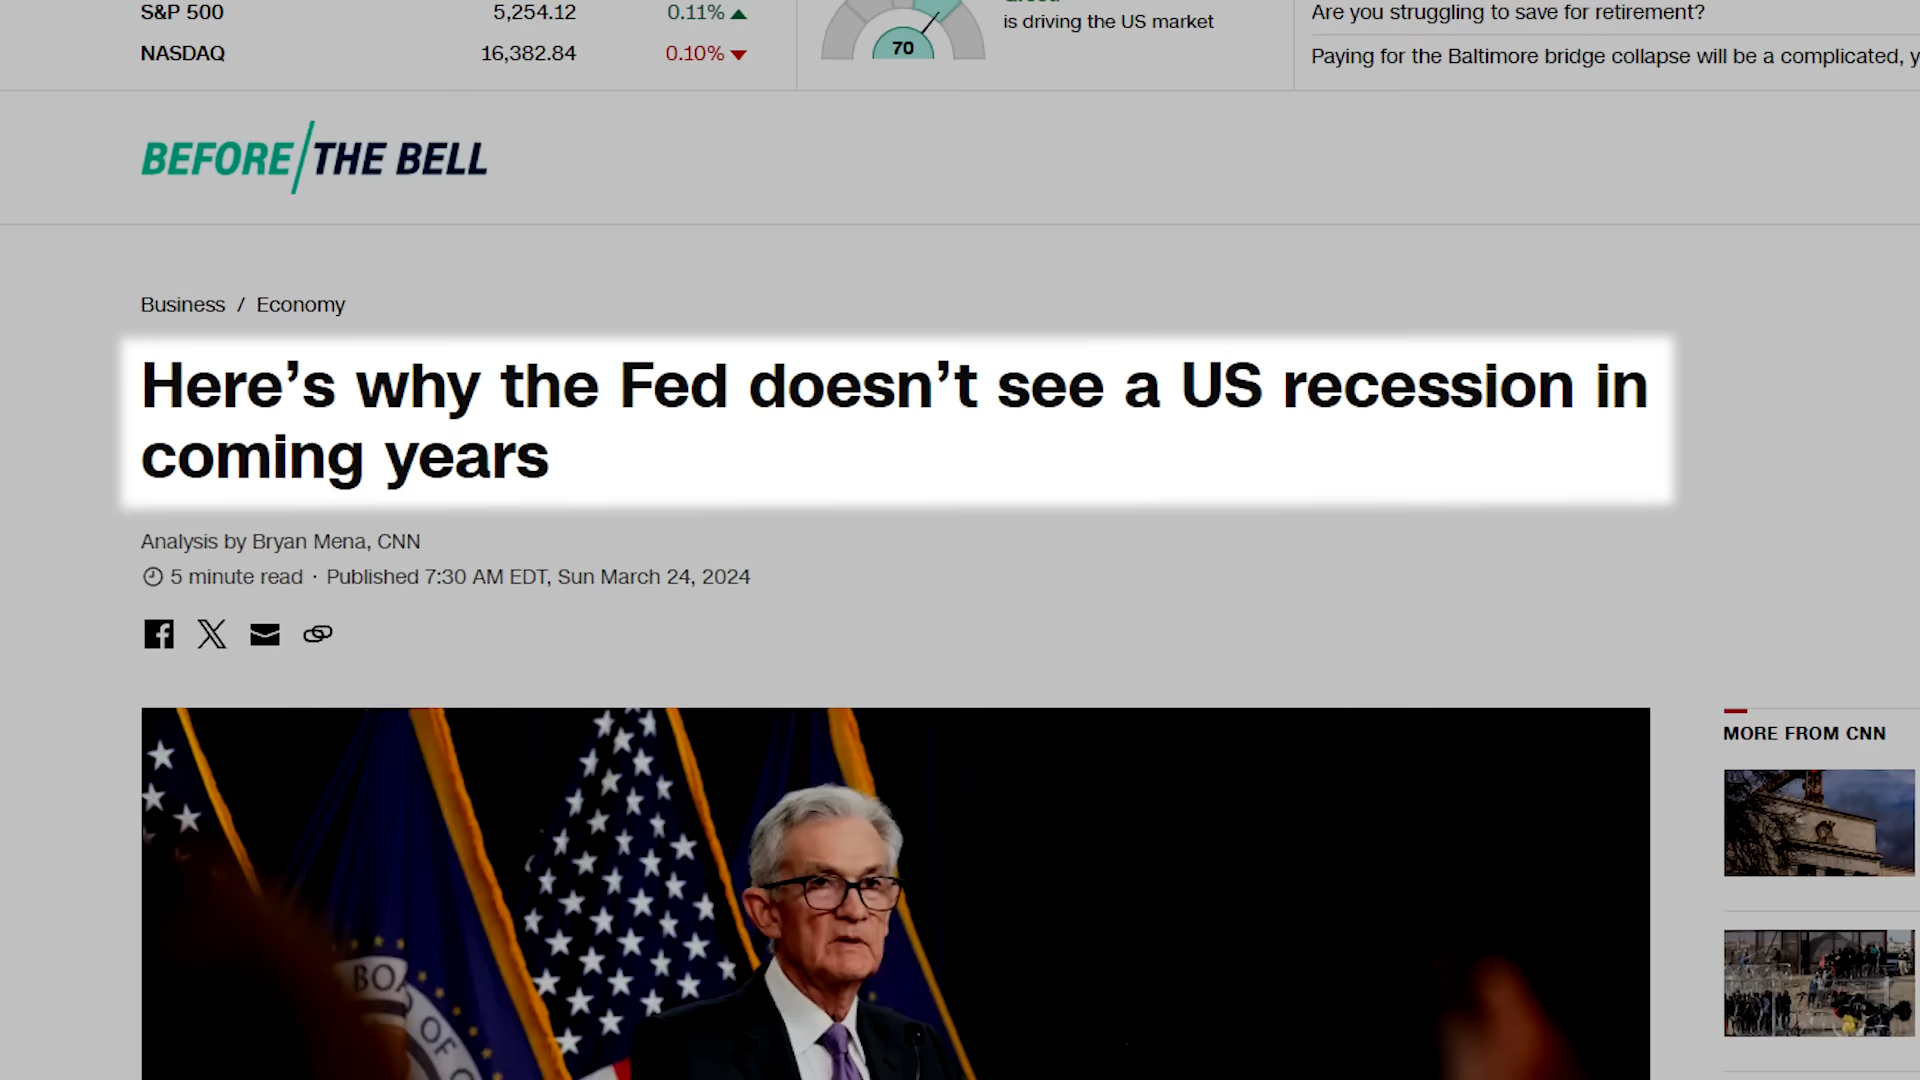 S&P 500 5,254.12 0.11%
is driving the US market
Are you struggling to save for retirement?
NASDAQ 16,382.84 0.10%
70
Paying for the Baltimore bridge collapse will be a complicated, y
BEFORE/THE BELL
Business / Economy
Here’s why the Fed doesn’t see a US recession in
coming years
Analysis by Bryan Mena, CNN
5 minute read · Published 7:30 AM EDT, Sun March 24, 2024
MORE FROM CNN
OF